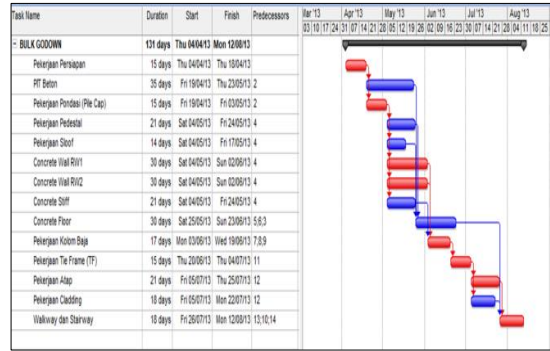 Task Name Duration Start Finish Predecessors Mar '13 Apr '13 May '13 Jun '13 Jul '13 Aug '13
03 10 17 24 31 07 14 21 28 05 12 19 26 02 09 16 23 30 07 14 21 28 04 11 18 25
BULK GODOWN 131 days Thu 04/04/13 Mon 12/08/13
Pekerjaan Persiapan 15 days Thu 04/04/13 Thu 18/04/13
PIT Beton 35 days Fri 19/04/13 Thu 23/05/13 2
Pekerjaan Pondasi (Pile Cap) 15 days Fri 19/04/13 Fri 03/05/13 2
Pekerjaan Pedestal 21 days Sat 04/05/13 Fri 24/05/13 4
Pekerjaan Sloof 14 days Sat 04/05/13 Fri 17/05/13 4
Concrete Wall RW1 30 days Sat 04/05/13 Sun 02/06/13 4
Concrete Wall RW2 30 days Sat 04/05/13 Sun 02/06/13 4
Concrete Stiff 21 days Sat 04/05/13 Fri 24/05/13 4
Concrete Floor 30 days Sat 25/05/13 Sun 23/06/13 5;6;3
Pekerjaan Kolom Baja 17 days Mon 03/06/13 Wed 19/06/13 7;8;9
Pekerjaan Tie Frame (TF) 15 days Thu 20/06/13 Thu 04/07/13 11
Pekerjaan Atap 21 days Fri 05/07/13 Thu 25/07/13 12
Pekerjaan Cladding 18 days Fri 05/07/13 Mon 22/07/13 12
Walkway dan Stairway 18 days Fri 26/07/13 Mon 12/08/13 13;10;14